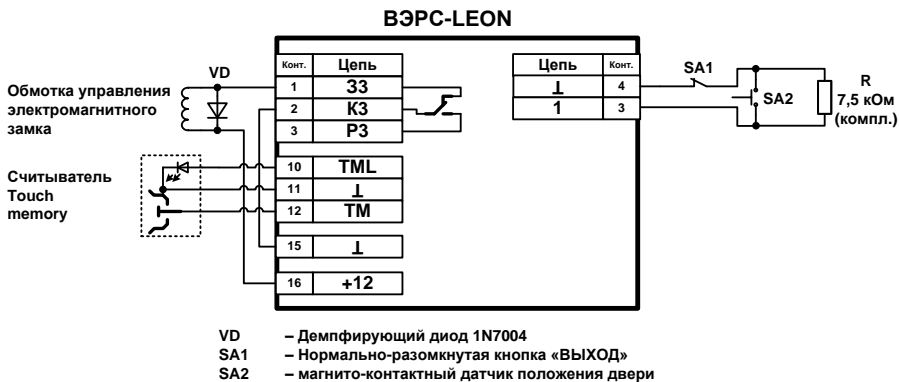 ВЭРС-LEON
Конт. Цепь
1 ЗЗ
2 КЗ
3 РЗ
10 TML
11 ⊥
12 TM
15 ⊥
16 +12
Цепь Конт.
⊥ 4
1 3
VD
Обмотка управления
электромагнитного
замка
Считыватель
Touch
memory
SA1
SA2
R
7,5 кОм
(компл.)
VD – Демпфирующий диод 1N7004
SA1 – Нормально-разомкнутая кнопка «ВЫХОД»
SA2 – магнито-контактный датчик положения двери